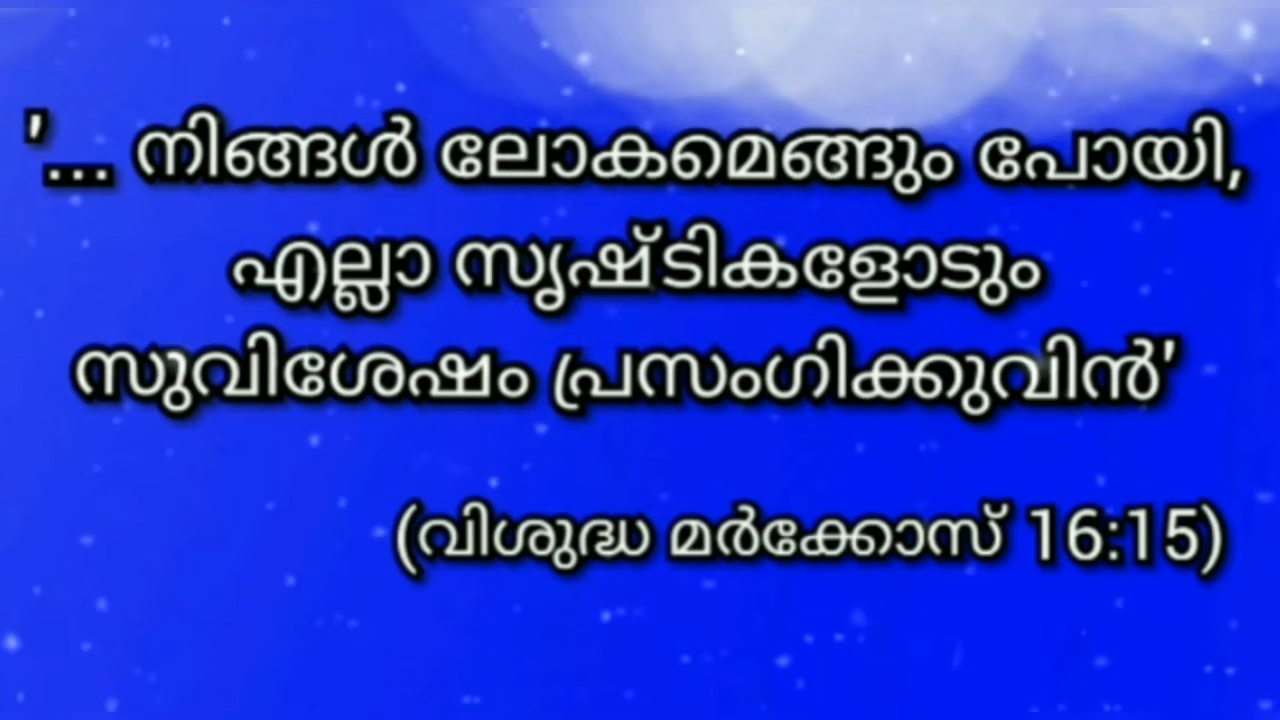 '... നിങ്ങൾ ലോകമെങ്ങും പോയി,
എല്ലാ സൃഷ്ടികളോടും
സുവിശേഷം പ്രസംഗിക്കുവിൻ'
(വിശുദ്ധ മർക്കോസ് 16:15)